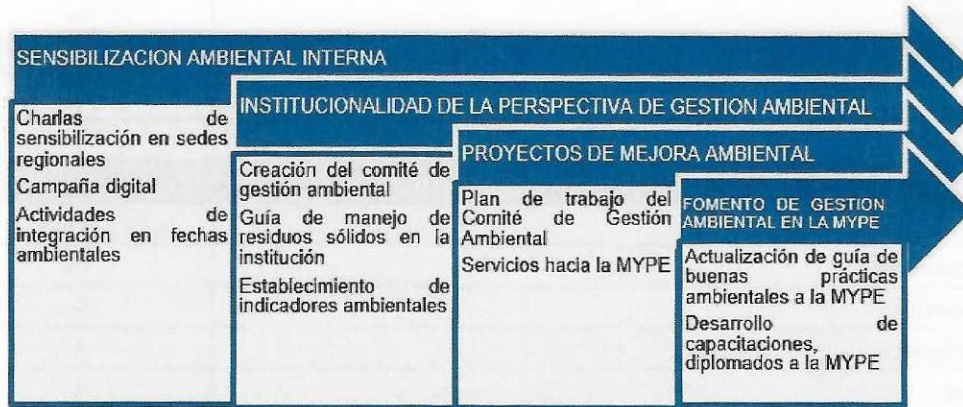 SENSIBILIZACION AMBIENTAL INTERNA
Charlas de
sensibilización en sedes
regionales
Campaña digital
Actividades de
integración en fechas
ambientales
INSTITUCIONALIDAD DE LA PERSPECTIVA DE GESTION AMBIENTAL
Creación del comité de
gestión ambiental
Guía de manejo de
residuos sólidos en la
institución
Establecimiento de
indicadores ambientales
PROYECTOS DE MEJORA AMBIENTAL
Plan de trabajo del
Comité de Gestión
Ambiental
Servicios hacia la MYPE
FOMENTO DE GESTION
AMBIENTAL EN LA MYPE
Actualización de guía de
buenas prácticas
ambientales a la MYPE
Desarrollo de
capacitaciones,
diplomados a la MYPE